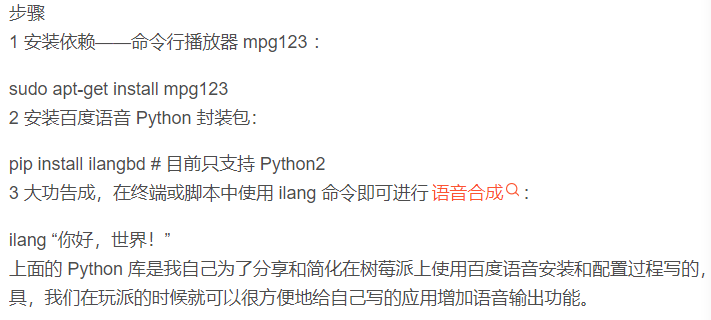 步骤
1 安装依赖——命令行播放器 mpg123：
sudo apt-get install mpg123
2 安装百度语音 Python 封装包：
pip install ilangbd # 目前只支持 Python2
3 大功告成，在终端或脚本中使用 ilang 命令即可进行 语音合成：
ilang “你好，世界！”
上面的 Python 库是我自己为了分享和简化在树莓派上使用百度语音安装和配置过程写的，
具，我们在玩派的时候就可以很方便地给自己写的应用增加语音输出功能。